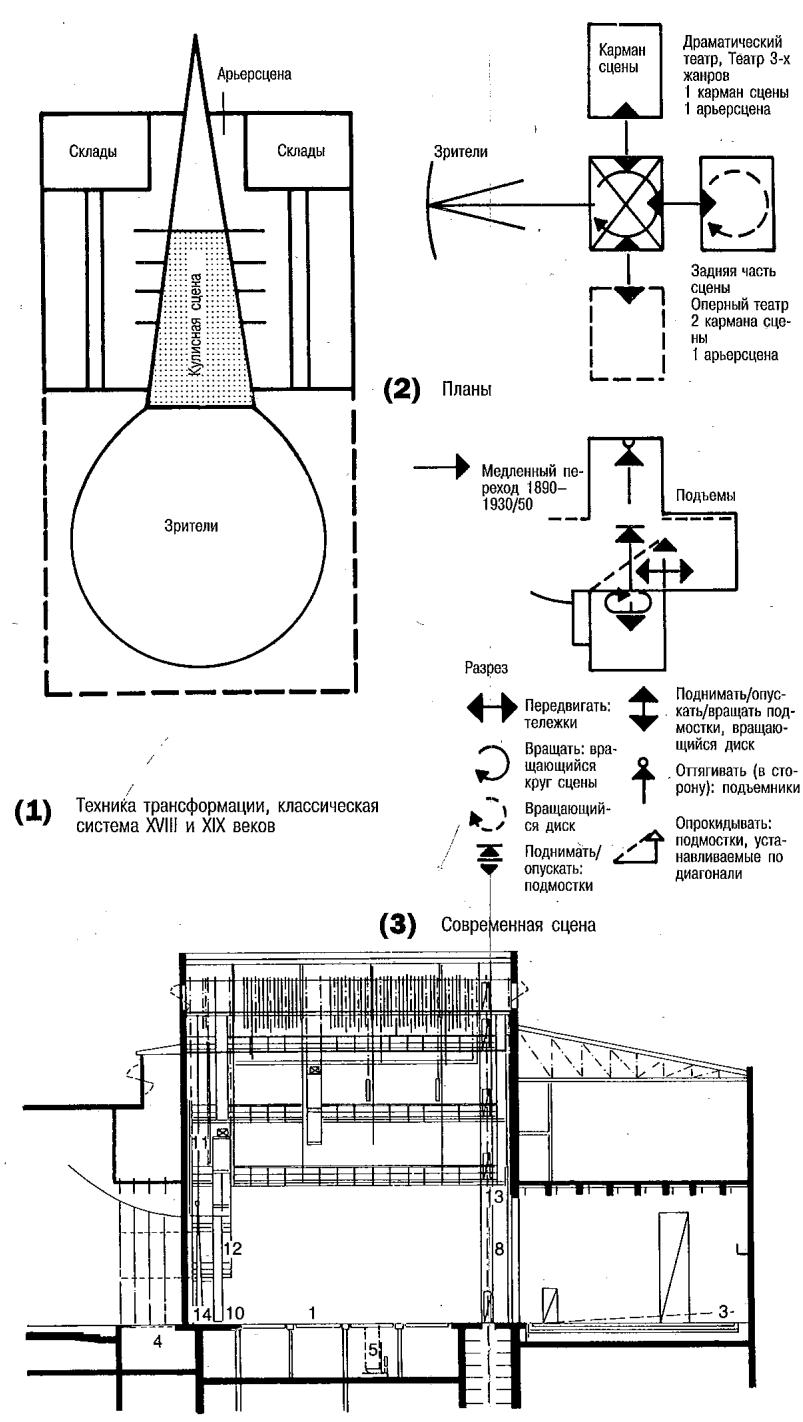 Арьерсцена
Склады
Склады
Кулисная сцена
Зрители
(1)
Техника трансформации, классическая
система XVIII и XIX веков
Карман
сцены
Драматический
театр, Театр 3-х
жанров
1 карман сцены
1 арьерсцена
Зрители
Задняя часть
сцены
Оперный театр
2 кармана сце-
ны
1 арьерсцена
(2) Планы
Медленный пе-
реход 1890–
1930/50
Подъемы
Разрез
Передвигать:
тележки
Вращать: вра-
щающийся
круг сцены
Вращающий-
ся диск
Поднимать/
опускать:
подмостки
Поднимать/опус-
кать/вращать под-
мостки, вращаю-
щийся диск
Оттягивать (в сто-
рону): подъемники
Опрокидывать:
подмостки, уста-
навливаемые по
диагонали
(3) Современная сцена
11
13
12
8
14 10 1 3
4 5